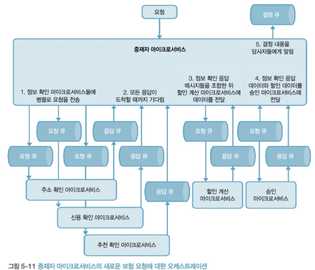 요청
결정 큐
중재자 마이크로서비스
5. 결정 내용을
당사자들에게 알림
1. 정보 확인 마이크로서비스들에
병렬로 요청을 전송
2. 모든 응답이
도착할 때까지 기다림
3. 정보 확인 응답
메시지들을 조합한 뒤
할인 계산 마이크로서비스에
데이터를 전달
4. 정보 확인 응답
데이터와 할인 데이터를
승인 마이크로서비스에
전달
요청 큐
요청 큐
응답 큐
응답 큐
요청 큐
응답 큐
요청 큐
응답 큐
요청 큐
응답 큐
주소 확인 마이크로서비스
신용 확인 마이크로서비스
추천 확인 마이크로서비스
할인 계산
마이크로서비스
승인
마이크로서비스
그림 5-11 중재자 마이크로서비스의 새로운 보험 요청에 대한 오케스트레이션